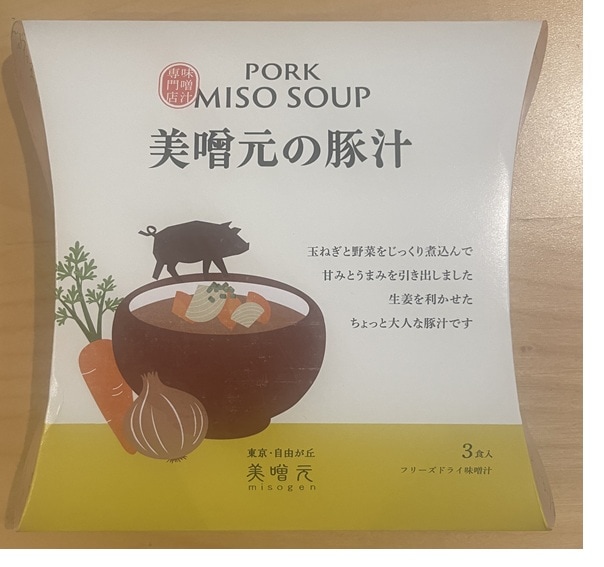 味噌汁
専門店
PORK
MISO SOUP
美噌元の豚汁
玉ねぎと野菜をじっくり煮込んで
甘みとうまみを引き出しました
生姜を利かせた
ちょっと大人な豚汁です
東京・自由が丘
美噌元
misogen
3食入
フリーズドライ味噌汁